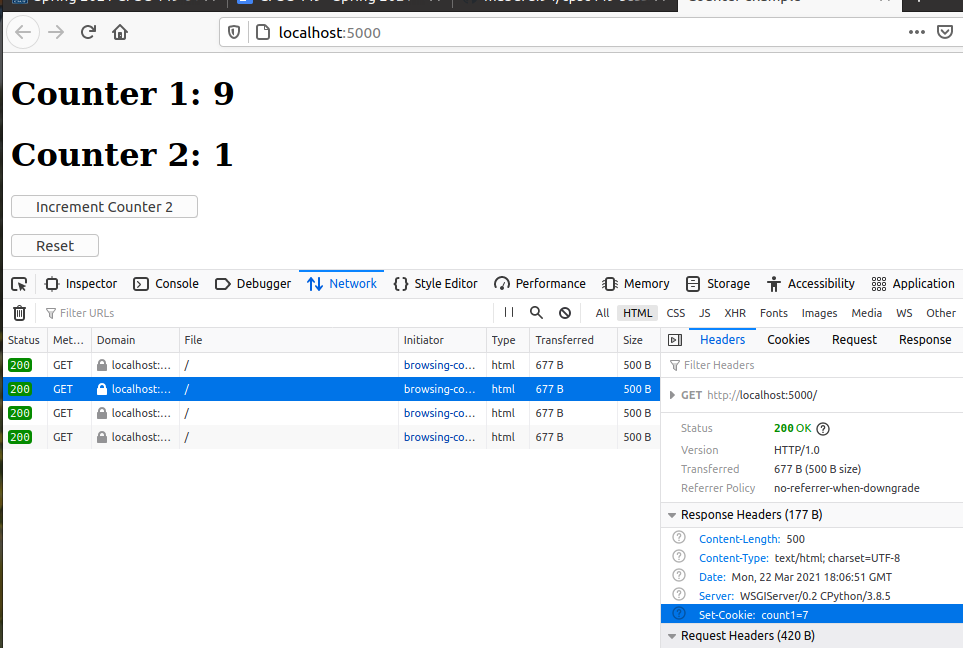 localhost:5000
Counter 1: 9
Counter 2: 1
Increment Counter 2
Reset
Inspector Console Debugger Network Style Editor Performance Memory Storage Accessibility Application
Filter URLs All HTML CSS JS XHR Fonts Images Media WS Other
Status Met… Domain File Initiator Type Transferred Size Headers Cookies Request Response
200 GET localhost:… / browsing-co… html 677 B 500 B
200 GET localhost:… / browsing-co… html 677 B 500 B
200 GET localhost:… / browsing-co… html 677 B 500 B
200 GET localhost:… / browsing-co… html 677 B 500 B
Filter Headers
GET http://localhost:5000/
Status 200 OK
Version HTTP/1.0
Transferred 677 B (500 B size)
Referrer Policy no-referrer-when-downgrade
Response Headers (177 B)
Content-Length: 500
Content-Type: text/html; charset=UTF-8
Date: Mon, 22 Mar 2021 18:06:51 GMT
Server: WSGIServer/0.2 CPython/3.8.5
Set-Cookie: count1=7
Request Headers (420 B)